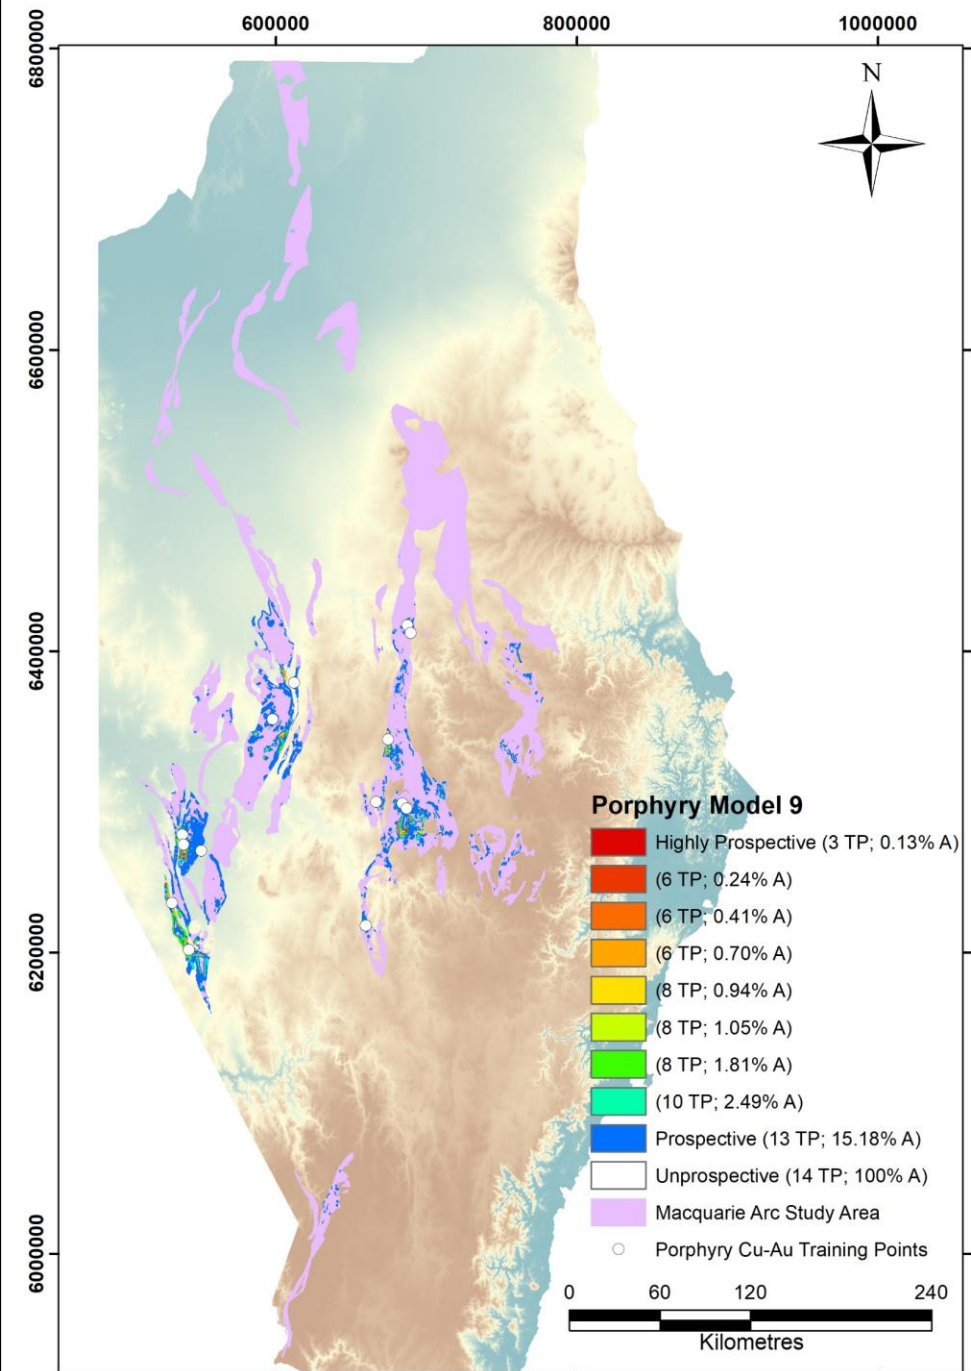 600000 800000 1000000
6800000
N
6600000
6400000
6200000
6000000
Porphyry Model 9
Highly Prospective (3 TP; 0.13% A)
(6 TP; 0.24% A)
(6 TP; 0.41% A)
(6 TP; 0.70% A)
(8 TP; 0.94% A)
(8 TP; 1.05% A)
(8 TP; 1.81% A)
(10 TP; 2.49% A)
Prospective (13 TP; 15.18% A)
Unprospective (14 TP; 100% A)
Macquarie Arc Study Area
Porphyry Cu-Au Training Points
0 60 120 240
Kilometres